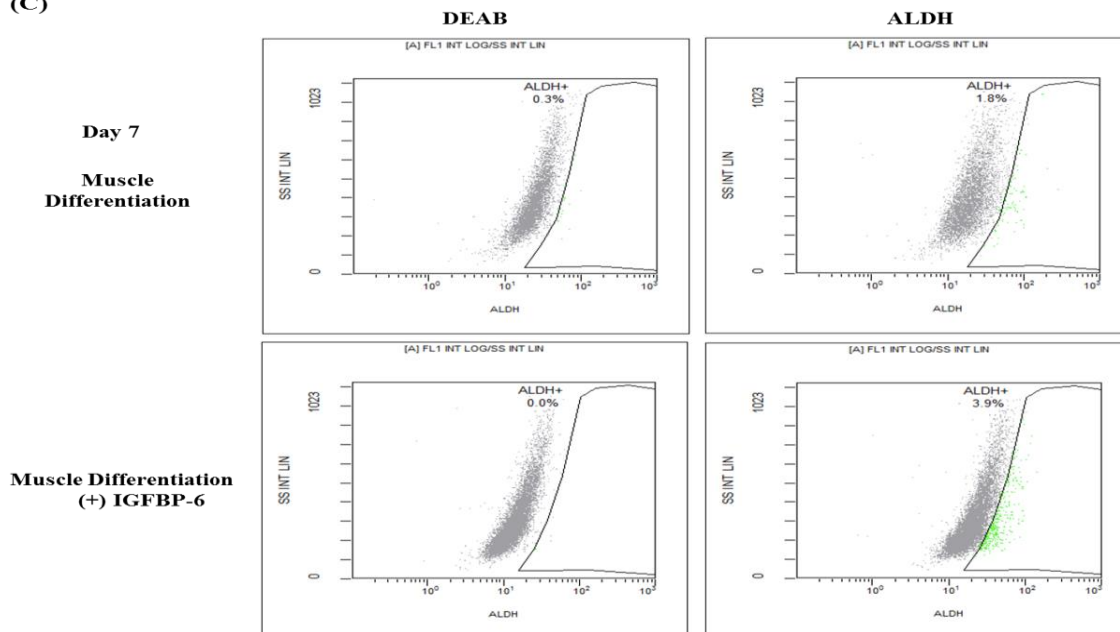 (C)
DEAB
ALDH
Day 7
Muscle
Differentiation
[A] FL1 INT LOG/SS INT LIN
ALDH+
0.3%
1023
SS INT LIN
0
10⁰ 10¹ 10² 10³
ALDH
[A] FL1 INT LOG/SS INT LIN
ALDH+
1.8%
1023
SS INT LIN
0
10⁰ 10¹ 10² 10³
ALDH
Muscle Differentiation
(+) IGFBP-6
[A] FL1 INT LOG/SS INT LIN
ALDH+
0.0%
1023
SS INT LIN
0
10⁰ 10¹ 10² 10³
ALDH
[A] FL1 INT LOG/SS INT LIN
ALDH+
3.9%
1023
SS INT LIN
0
10⁰ 10¹ 10² 10³
ALDH